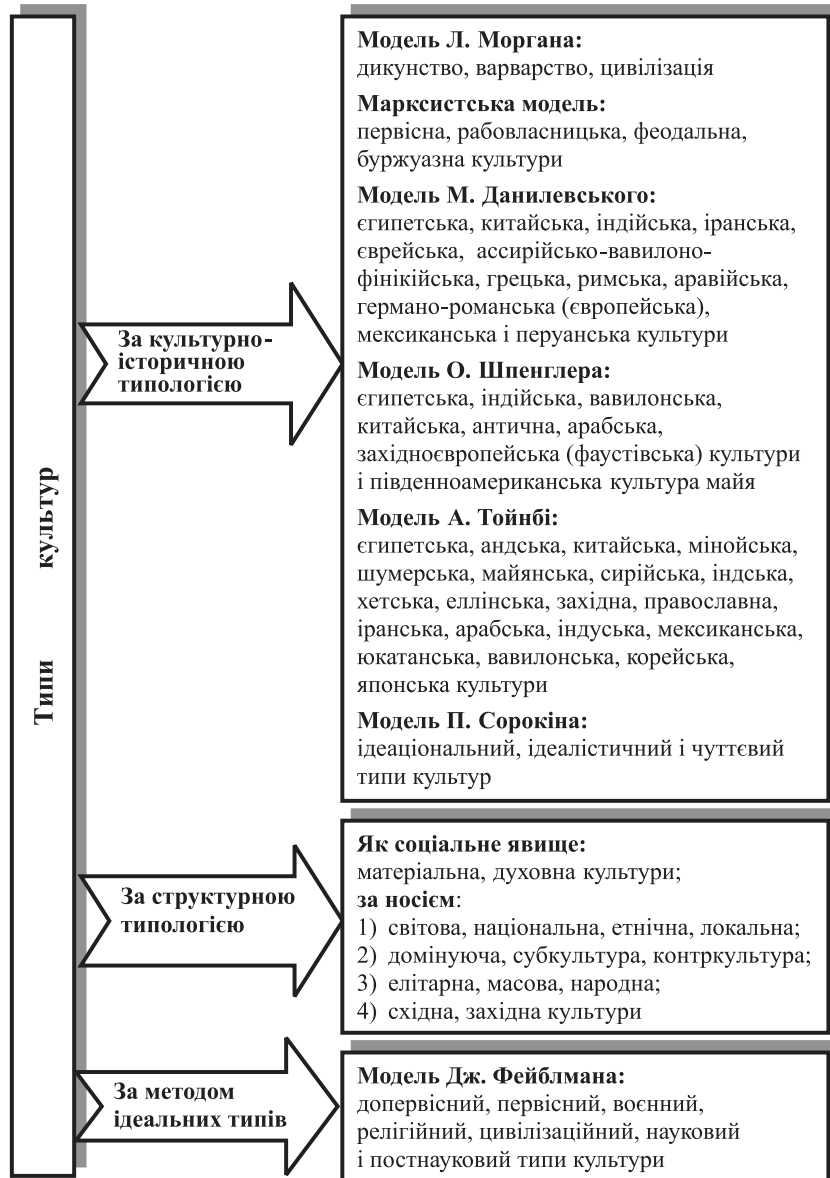 Типи культур
За культурно-
історичною
типологією
Модель Л. Моргана:
дикунство, варварство, цивілізація
Марксистська модель:
первісна, рабовласницька, феодальна,
буржуазна культури
Модель М. Данилевського:
єгипетська, китайська, індійська, іранська,
єврейська, ассирійсько-вавилоно-
фінікійська, грецька, римська, аравійська,
германо-романська (європейська),
мексиканська і перуанська культури
Модель О. Шпенглера:
єгипетська, індійська, вавилонська,
китайська, антична, арабська,
західноєвропейська (фаустівська) культури
і південноамериканська культура майя
Модель А. Тойнбі:
єгипетська, андська, китайська, мінойська,
шумерська, майянська, сирійська, індська,
хетська, еллінська, західна, православна,
іранська, арабська, індуська, мексиканська,
юкатанська, вавилонська, корейська,
японська культури
Модель П. Сорокіна:
ідеаціональний, ідеалістичний і чуттєвий
типи культур
За структурною
типологією
Як соціальне явище:
матеріальна, духовна культури;
за носієм:
1) світова, національна, етнічна, локальна;
2) домінуюча, субкультура, контркультура;
3) елітарна, масова, народна;
4) східна, західна культури
За методом
ідеальних типів
Модель Дж. Фейблмана:
допервісний, первісний, воєнний,
релігійний, цивілізаційний, науковий
і постнауковий типи культури